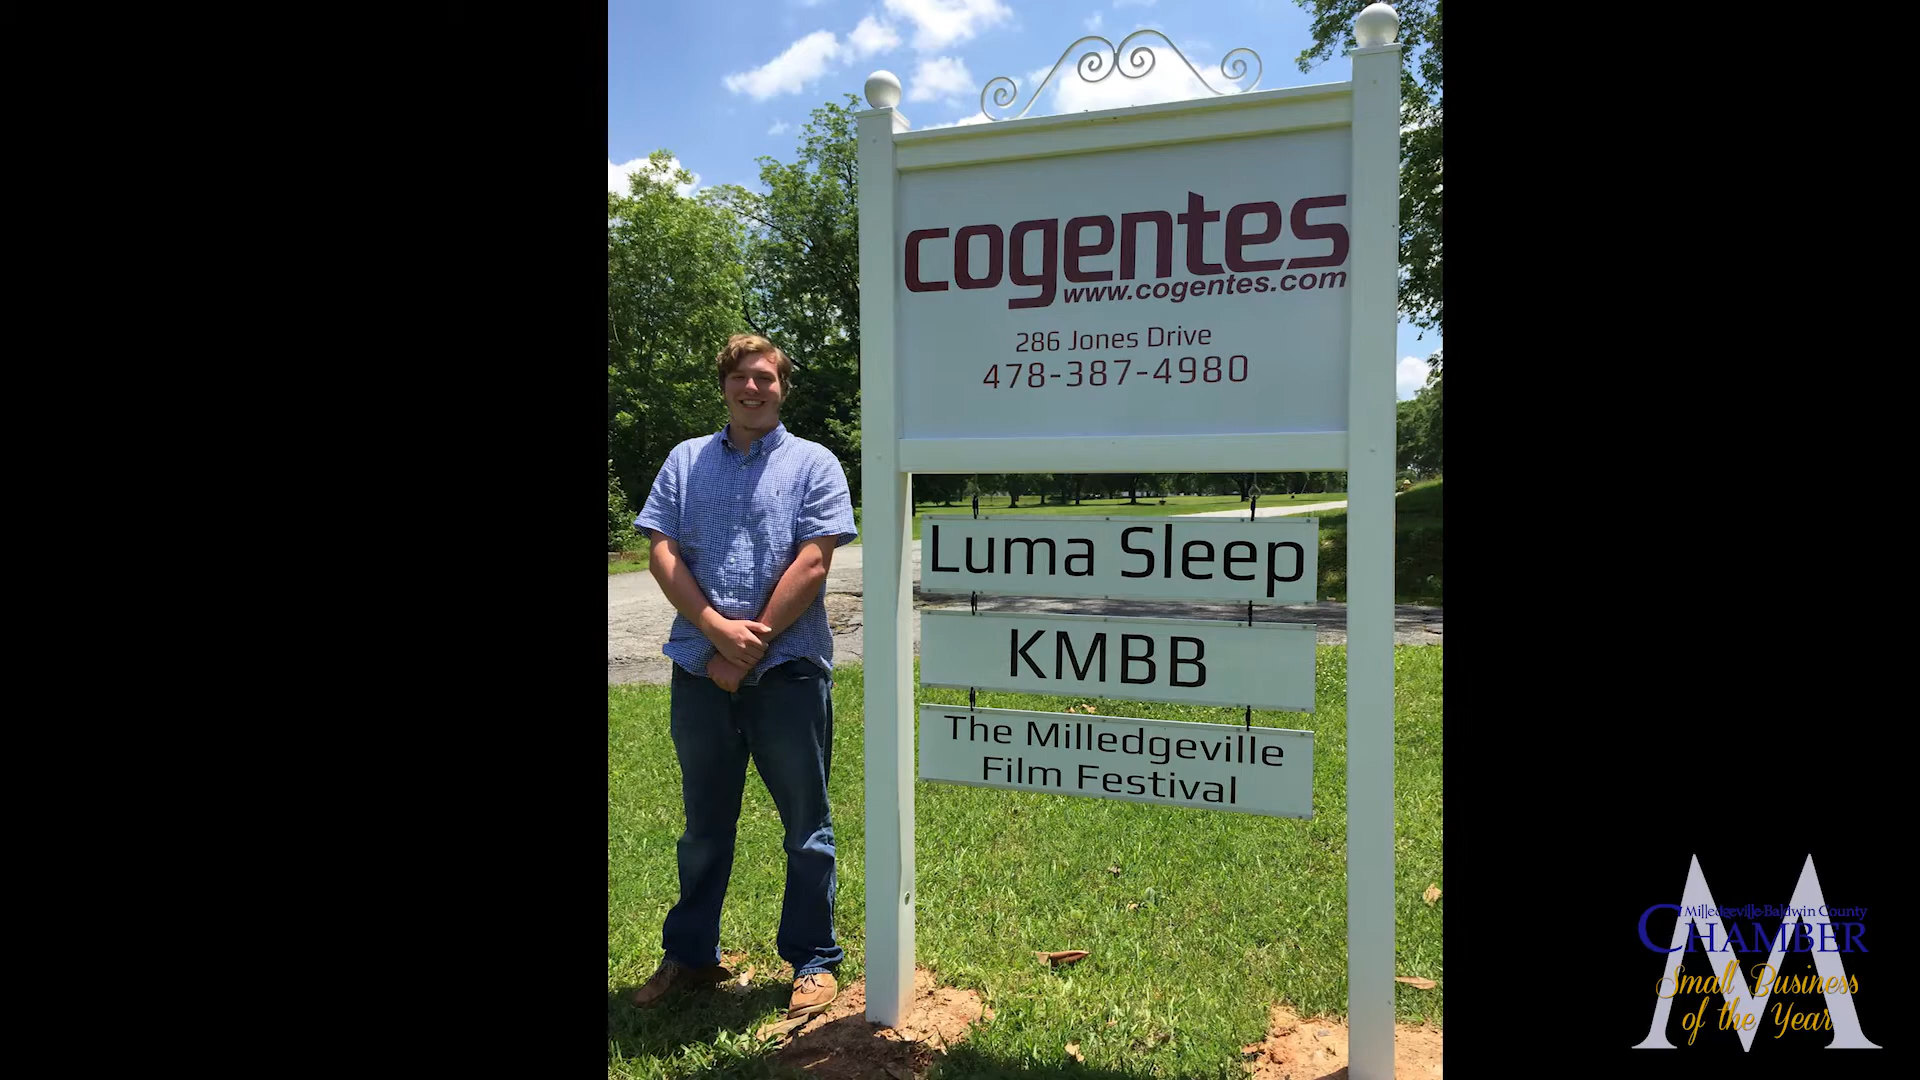 cogentes
www.cogentes.com
286 Jones Drive
478-387-4980
Luma Sleep
KMBB
The Milledgeville
Film Festival
Milledgeville-Baldwin County
CHAMBER
Small Business
of the Year
M